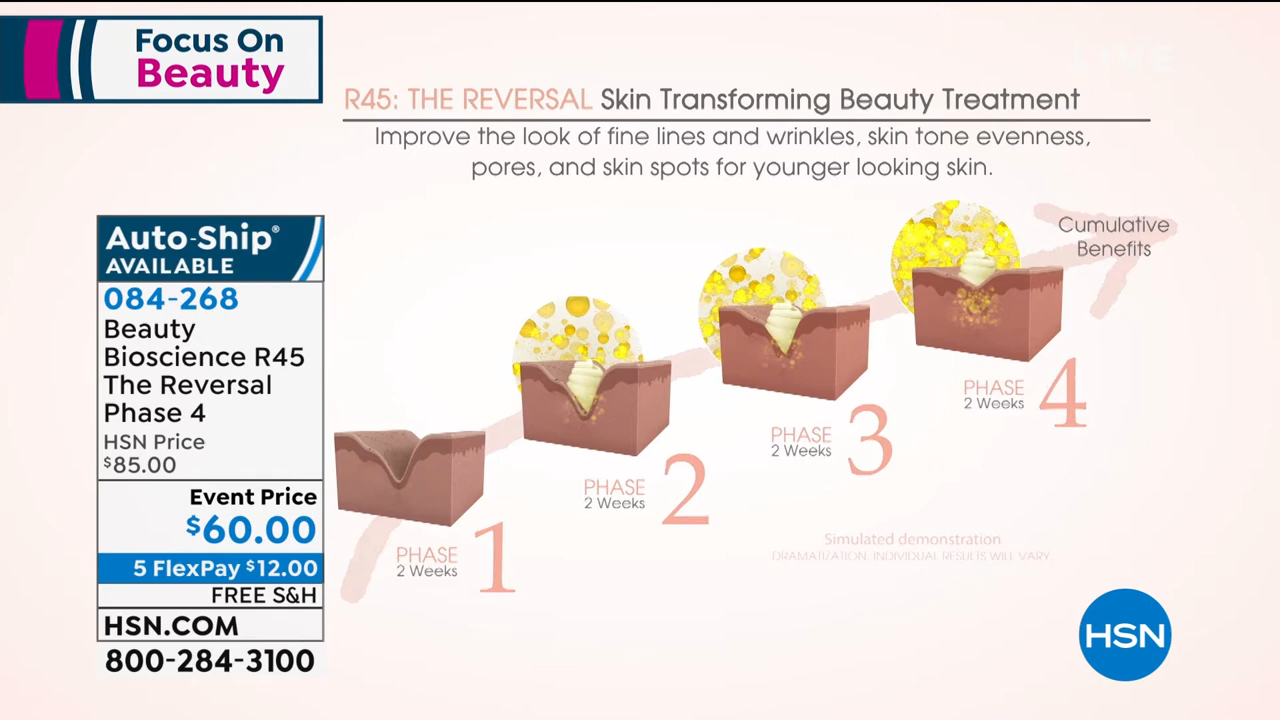 Focus On
Beauty
LIVE
R45: THE REVERSAL Skin Transforming Beauty Treatment
Improve the look of fine lines and wrinkles, skin tone evenness,
pores, and skin spots for younger looking skin.
Auto-Ship®
AVAILABLE
084-268
Beauty
Bioscience R45
The Reversal
Phase 4
HSN Price
$85.00
Event Price
$60.00
5 FlexPay $12.00
FREE S&H
HSN.COM
800-284-3100
Cumulative
Benefits
PHASE
2 Weeks
4
PHASE
2 Weeks
3
PHASE
2 Weeks
2
PHASE
2 Weeks
1
Simulated demonstration
DRAMATIZATION. INDIVIDUAL RESULTS WILL VARY.
HSN